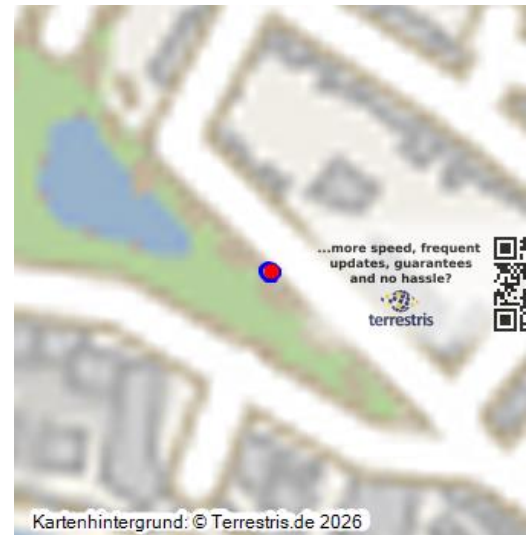 ...more speed, frequent
updates, guarantees
and no hassle?
terrestris
Kartenhintergrund: © Terrestris.de 2026